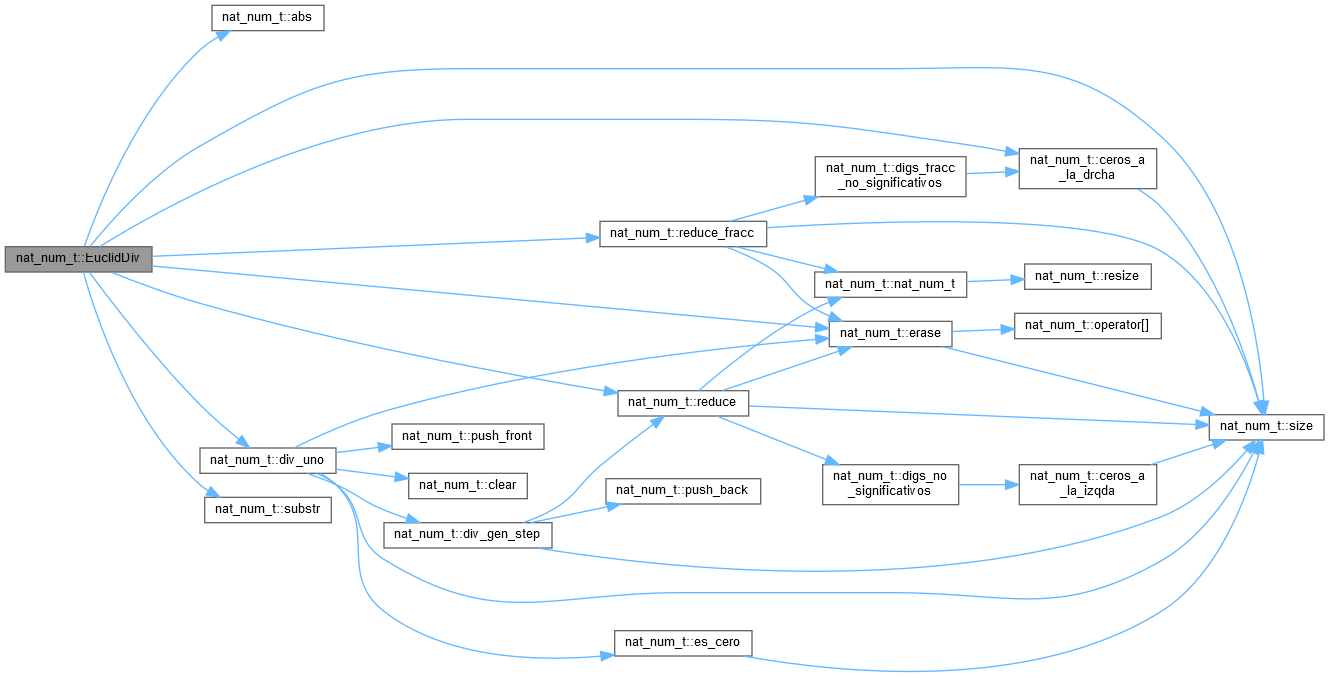 nat_num_t::abs
nat_num_t::ceros_a
_la_drcha
nat_num_t::digs_fracc
_no_significativos
nat_num_t::reduce_fracc
nat_num_t::EuclidDiv
nat_num_t::resize
nat_num_t::nat_num_t
nat_num_t::operator[]
nat_num_t::erase
nat_num_t::reduce
nat_num_t::size
nat_num_t::push_front
nat_num_t::div_uno
nat_num_t::digs_no
_significativos
nat_num_t::ceros_a
_la_izqda
nat_num_t::clear
nat_num_t::push_back
nat_num_t::substr
nat_num_t::div_gen_step
nat_num_t::es_cero